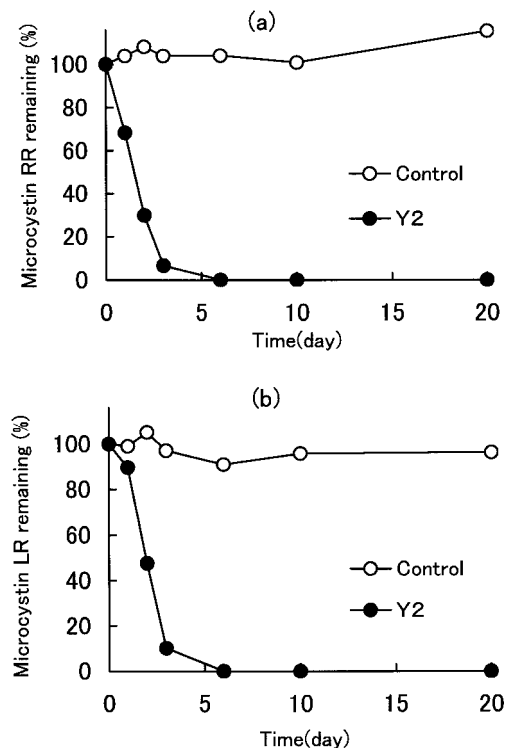 (a)
Microcystin RR remaining (%)
100
80
60
40
20
0
Control
Y2
0
5
10
15
20
Time(day)
(b)
Microcystin LR remaining (%)
100
80
60
40
20
0
Control
Y2
0
5
10
15
20
Time(day)